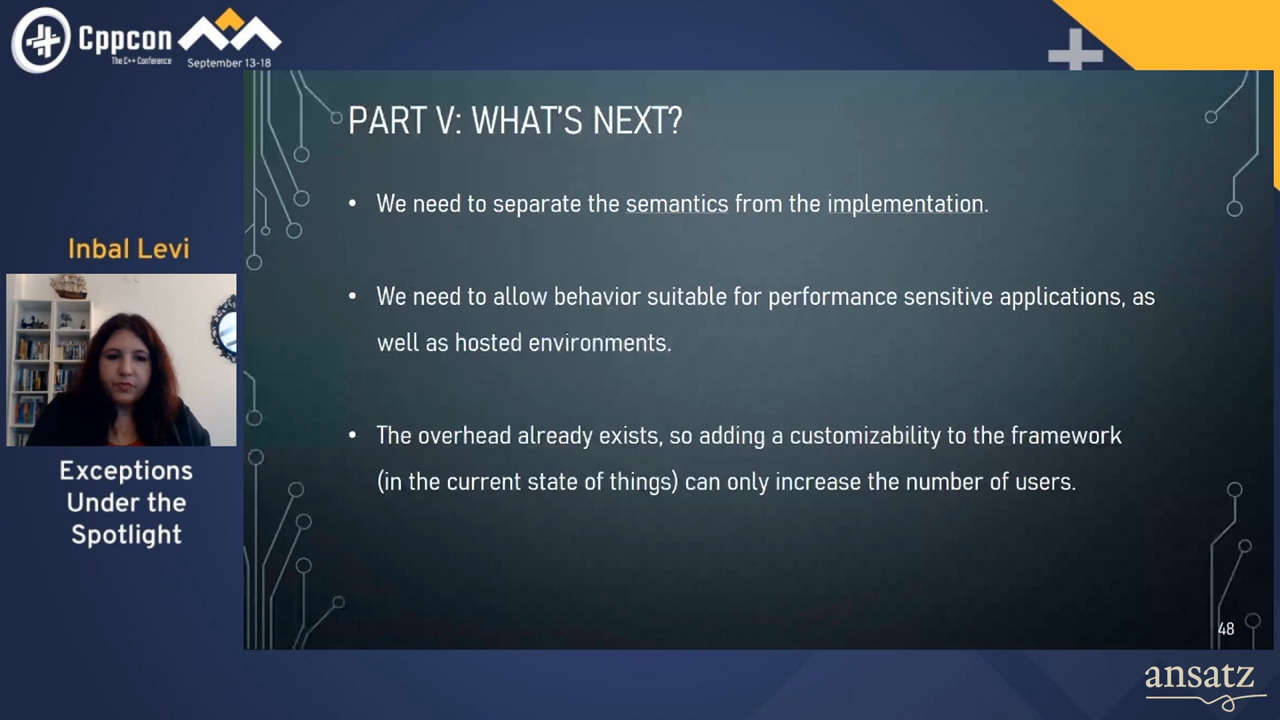 Cppcon
The C++ Conference
September 13-18
PART V: WHAT'S NEXT?
• We need to separate the semantics from the implementation.
• We need to allow behavior suitable for performance sensitive applications, as
well as hosted environments.
• The overhead already exists, so adding a customizability to the framework
(in the current state of things) can only increase the number of users.
48
Inbal Levi
Exceptions
Under the
Spotlight
ansatz